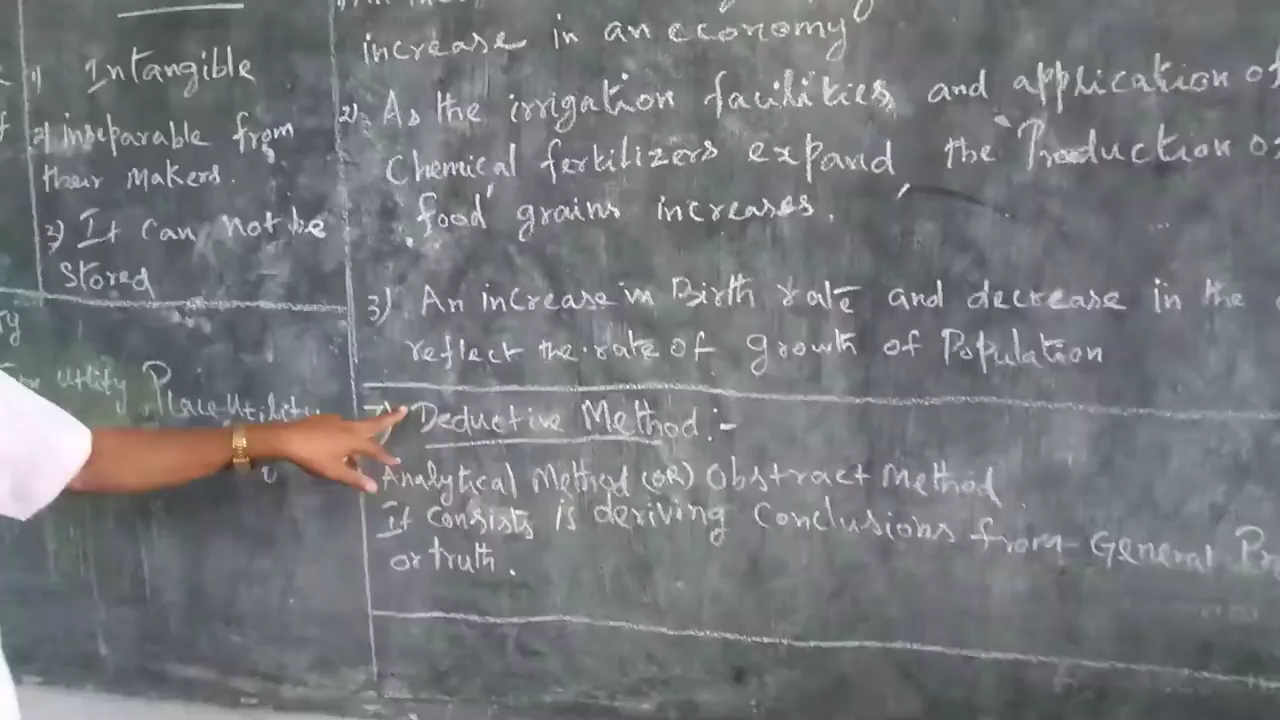 1) Intangible
2) inseparable from
their makers.
3) It can not be
Stored
utlity Place utility
increase in an economy
2). As the irrigation facilities and application of
Chemical fertilizers expand the Production of
food grains increases.
3) An increase in Birth rate and decrease in the
reflect the rate of growth of Population
7) Deductive Method:-
Analytical Method (OR) Obstract Method
It consists is deriving Conclusions from General
or truth.